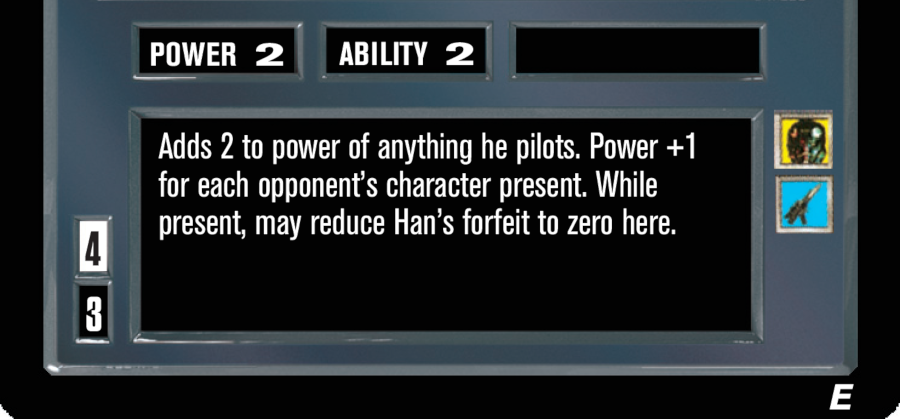 POWER 2 ABILITY 2
Adds 2 to power of anything he pilots. Power +1
for each opponent's character present. While
present, may reduce Han's forfeit to zero here.
4
3
E